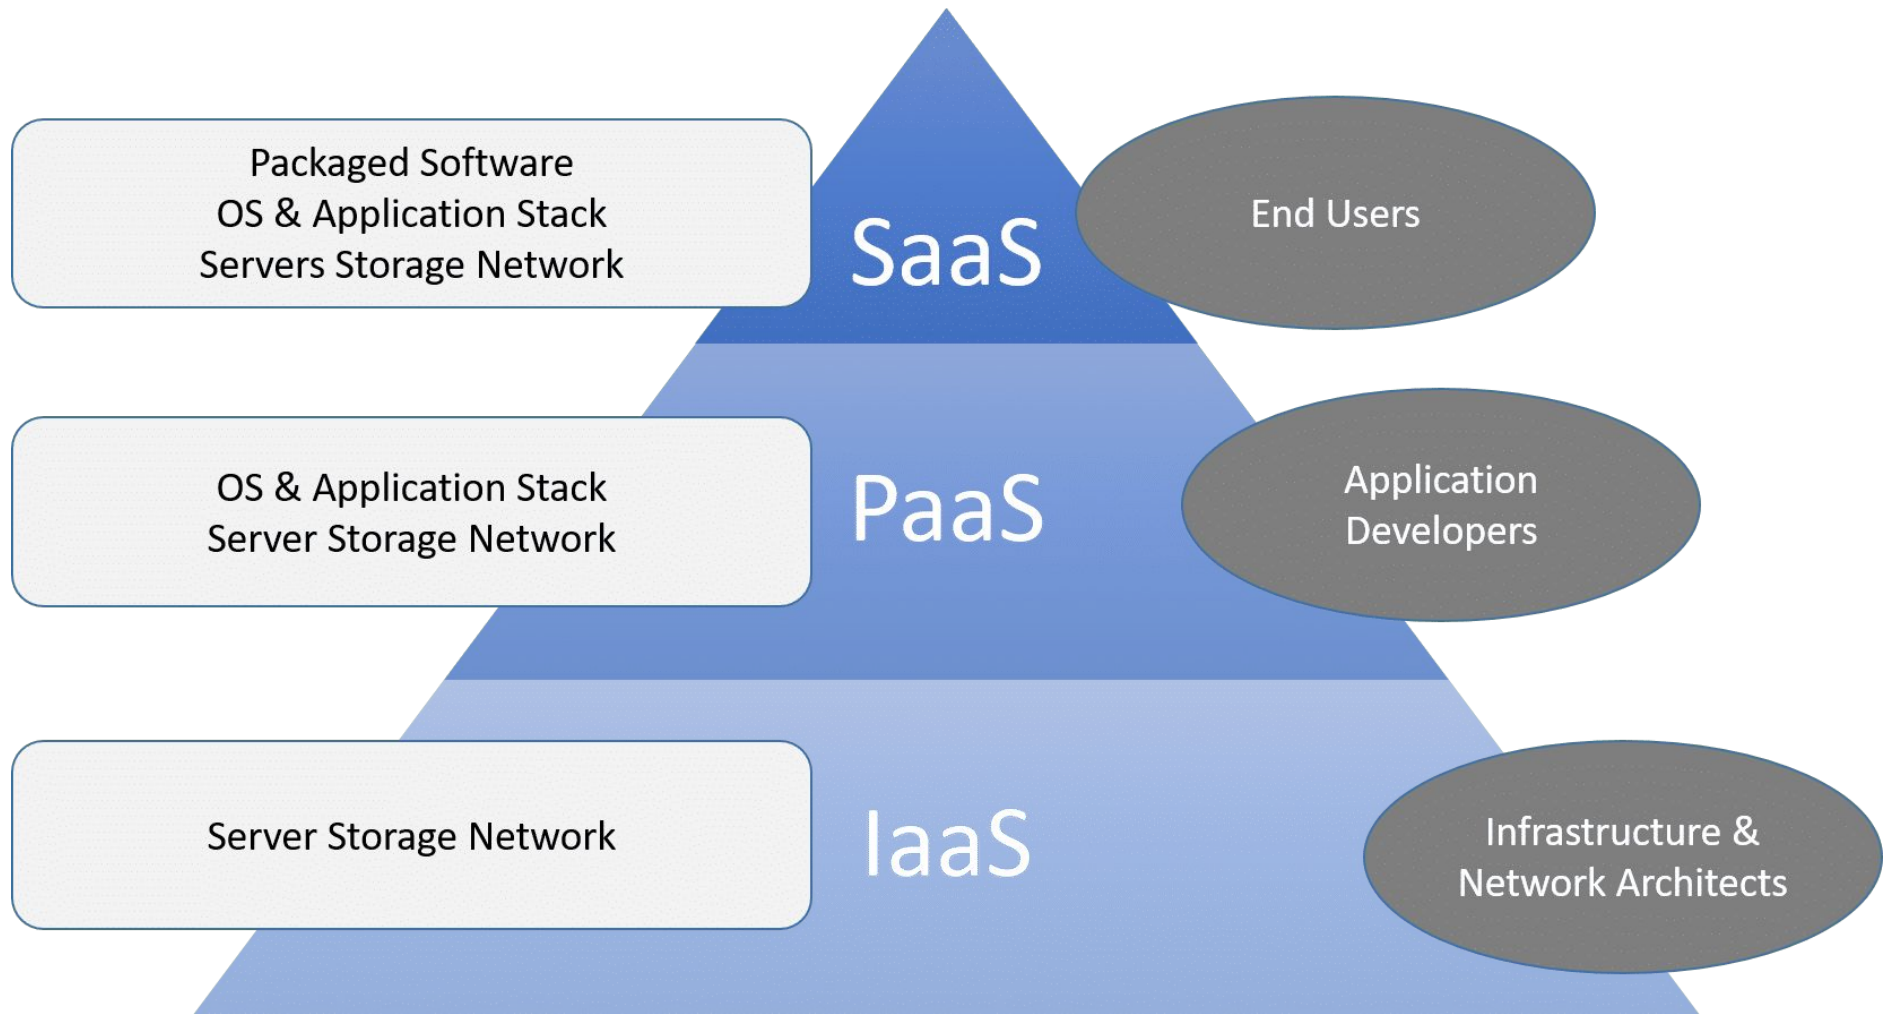 Packaged Software
OS & Application Stack
Servers Storage Network
SaaS
End Users
OS & Application Stack
Server Storage Network
PaaS
Application
Developers
Server Storage Network
IaaS
Infrastructure &
Network Architects